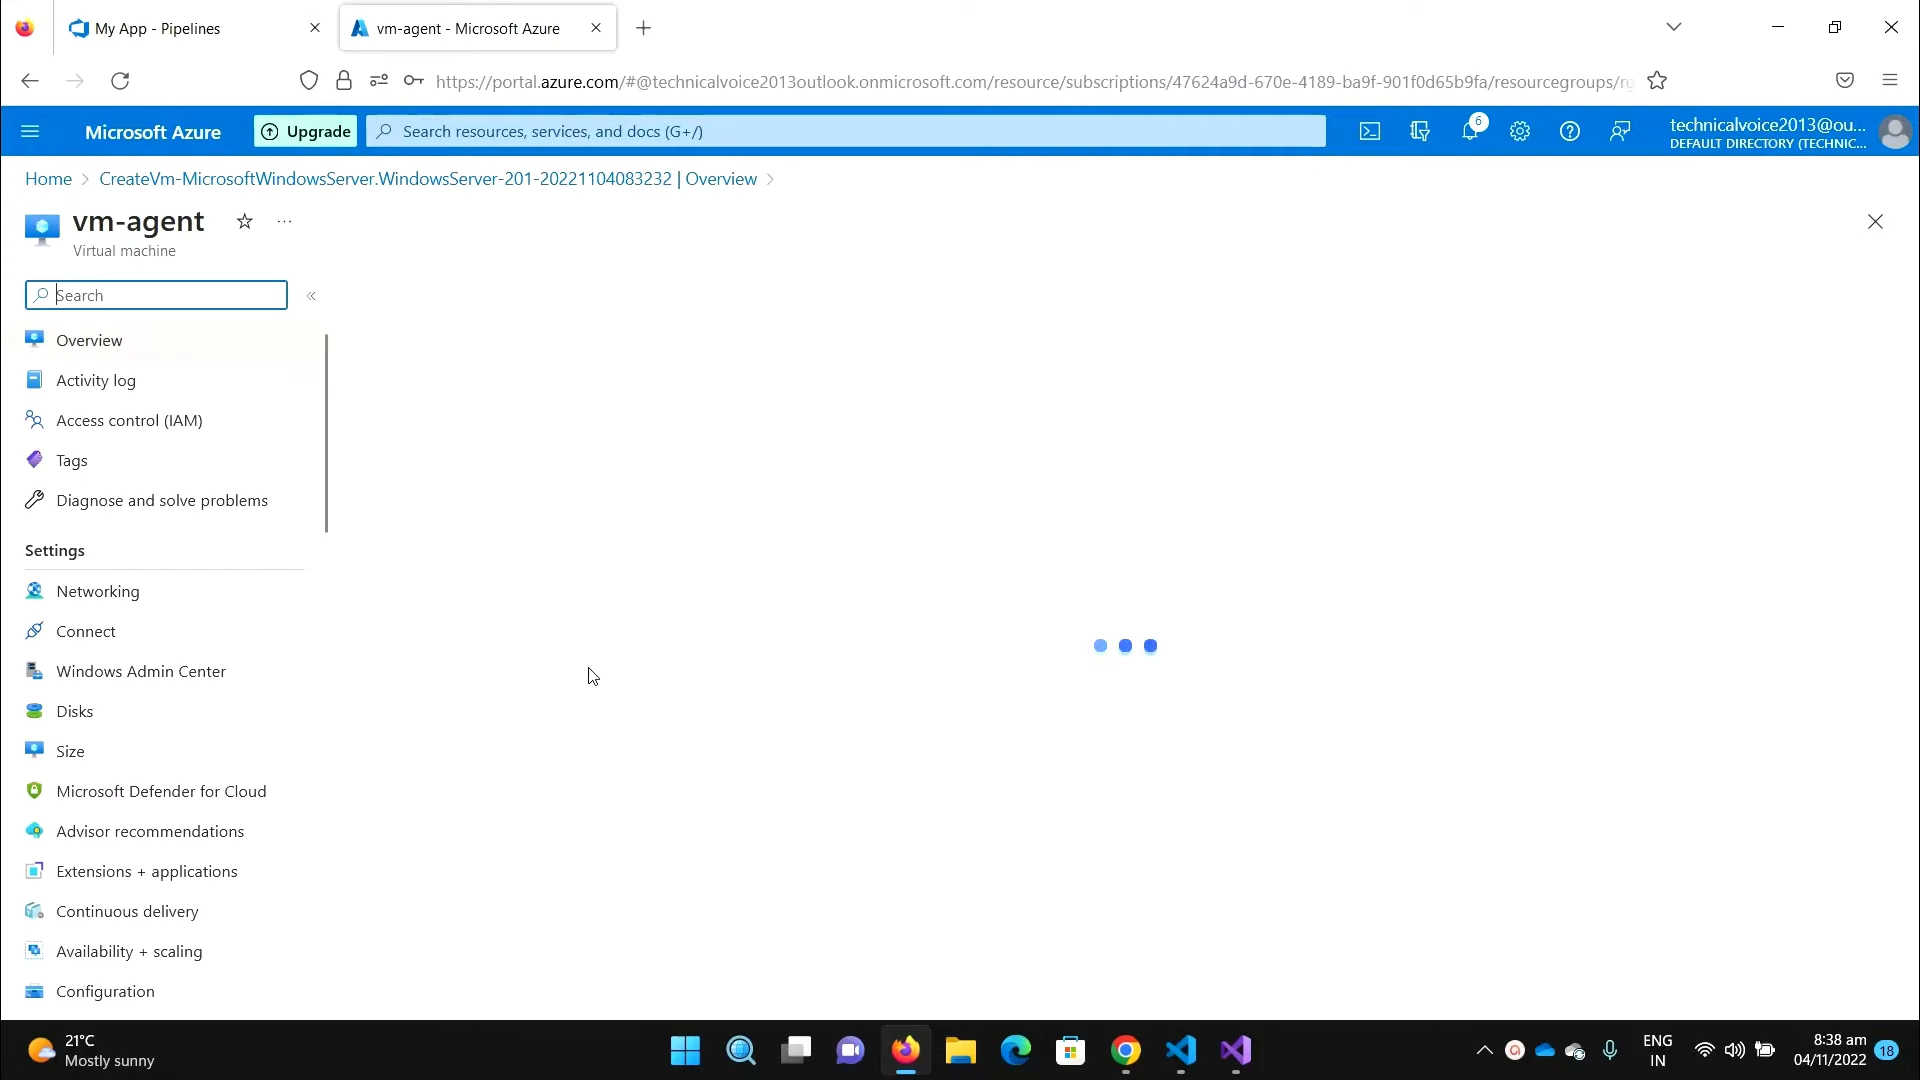 My App - Pipelines
vm-agent - Microsoft Azure
https://portal.azure.com/#@technicalvoice2013outlook.onmicrosoft.com/resource/subscriptions/47624a9d-670e-4189-ba9f-901f0d65b9fa/resourcegroups/rg
Microsoft Azure
Upgrade
Search resources, services, and docs (G+/)
6
technicalvoice2013@ou...
DEFAULT DIRECTORY (TECHNIC...
Home > CreateVm-MicrosoftWindowsServer.WindowsServer-201-20221104083232 | Overview >
vm-agent
Virtual machine
Search
Overview
Activity log
Access control (IAM)
Tags
Diagnose and solve problems
Settings
Networking
Connect
Windows Admin Center
Disks
Size
Microsoft Defender for Cloud
Advisor recommendations
Extensions + applications
Continuous delivery
Availability + scaling
Configuration
21°C
Mostly sunny
ENG
IN
8:38 am
04/11/2022
18